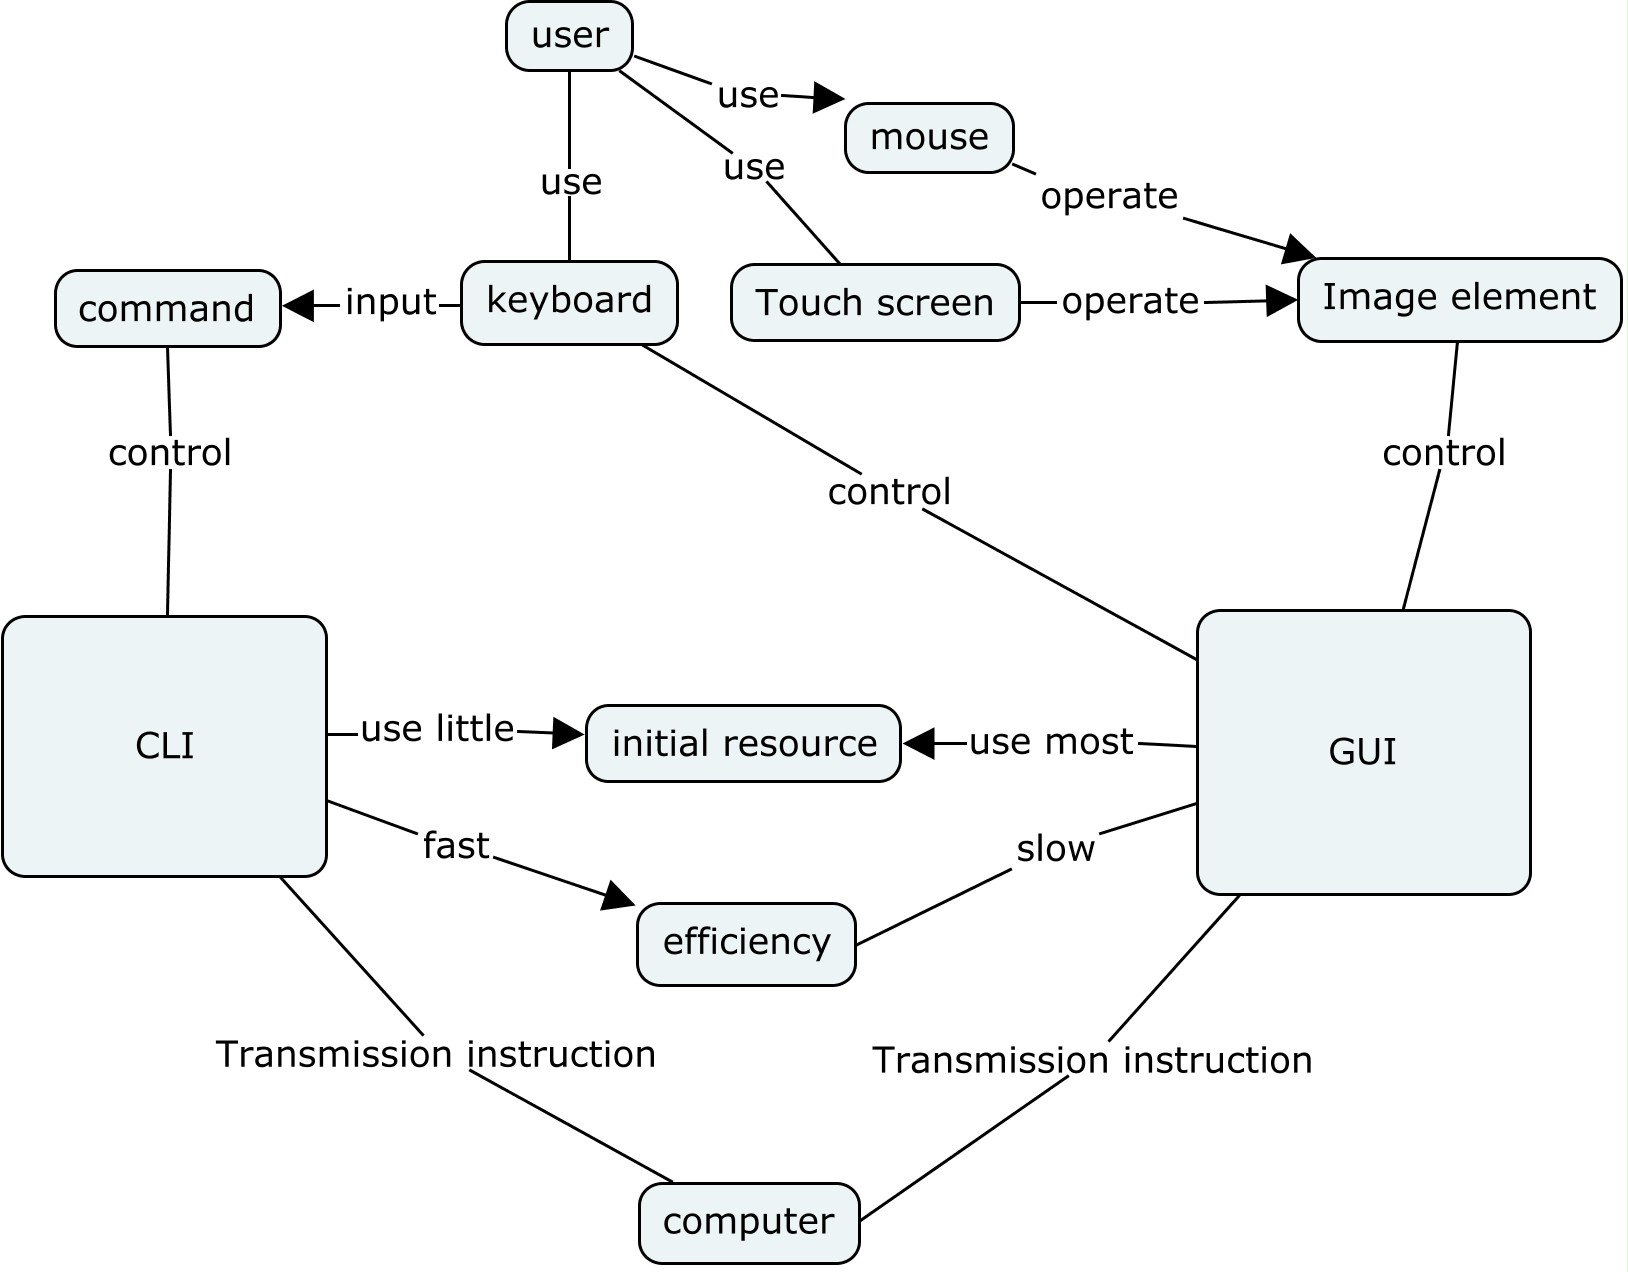 user
use
mouse
use
use
operate
command
input
keyboard
Touch screen
operate
Image element
control
control
control
CLI
use little
initial resource
use most
GUI
fast
slow
efficiency
Transmission instruction
Transmission instruction
computer